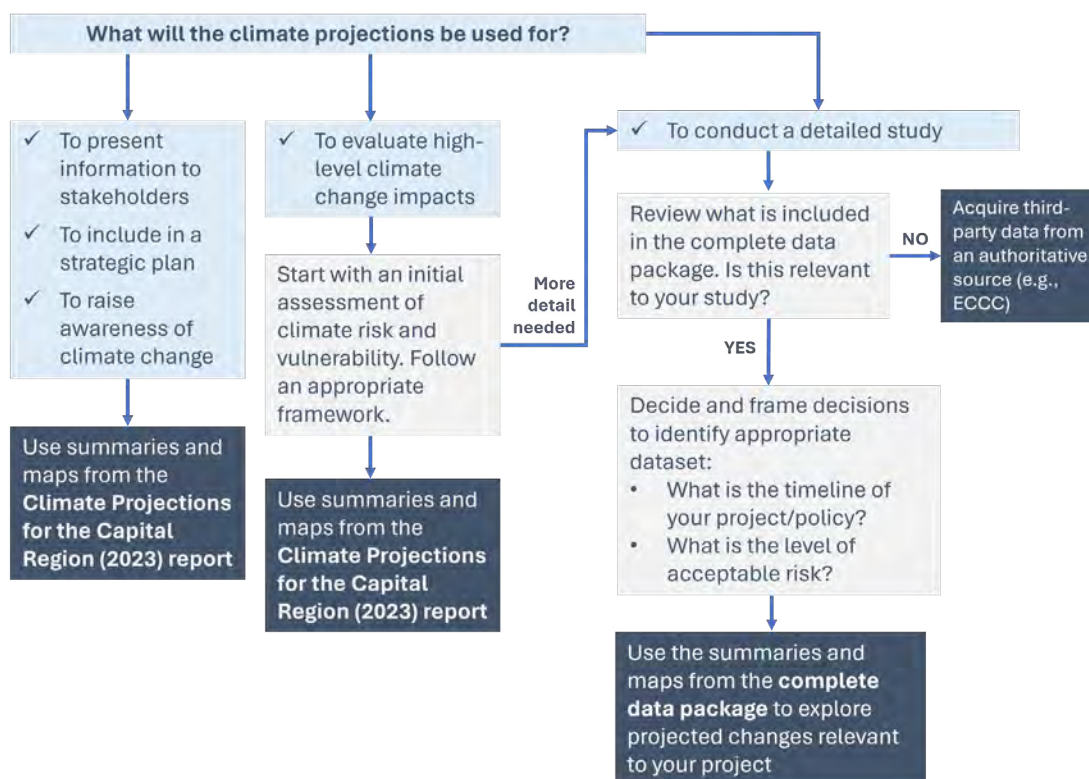 What will the climate projections be used for?
✓ To present
information to
stakeholders
✓ To include in a
strategic plan
✓ To raise
awareness of
climate change
Use summaries and
maps from the
Climate Projections
for the Capital
Region (2023) report
✓ To evaluate high-
level climate
change impacts
Start with an initial
assessment of
climate risk and
vulnerability. Follow
an appropriate
framework.
Use summaries and
maps from the
Climate Projections
for the Capital
Region (2023) report
More
detail
needed
✓ To conduct a detailed study
Review what is included
in the complete data
package. Is this relevant
to your study?
NO
Acquire third-
party data from
an authoritative
source (e.g.,
ECCC)
YES
Decide and frame decisions
to identify appropriate
dataset:
• What is the timeline of
your project/policy?
• What is the level of
acceptable risk?
Use the summaries and
maps from the complete
data package to explore
projected changes relevant
to your project